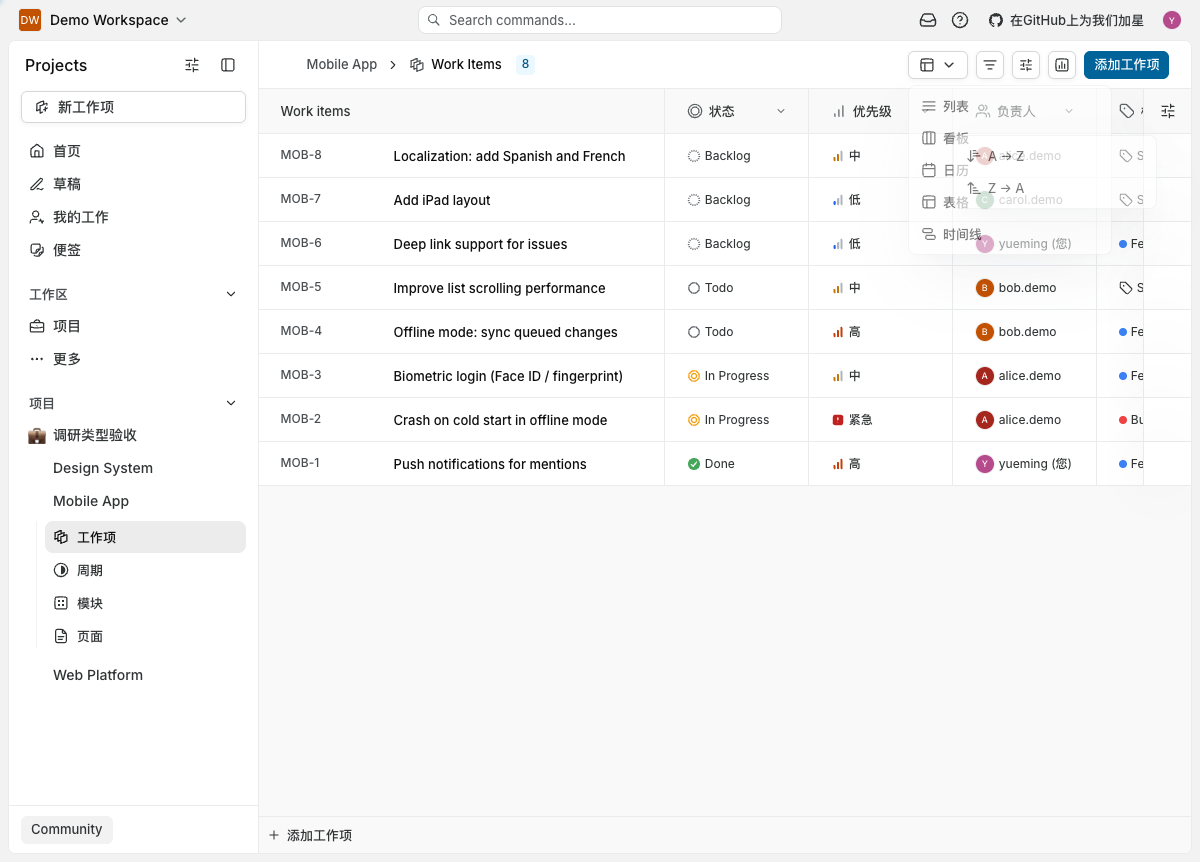 DW Demo Workspace
Search commands...
在GitHub上为我们加星
Y
Projects
新工作项
首页
草稿
我的工作
便签
工作区
项目
更多
项目
调研类型验收
Design System
Mobile App
工作项
周期
模块
页面
Web Platform
Community
Mobile App
Work Items 8
添加工作项
Work items 状态 优先级 负责人
MOB-8 Localization: add Spanish and French Backlog 中 alice.demo S
MOB-7 Add iPad layout Backlog 低 C carol.demo S
MOB-6 Deep link support for issues Backlog 低 Y yueming (您) Fe
MOB-5 Improve list scrolling performance Todo 中 B bob.demo S
MOB-4 Offline mode: sync queued changes Todo 高 B bob.demo Fe
MOB-3 Biometric login (Face ID / fingerprint) In Progress 中 A alice.demo Fe
MOB-2 Crash on cold start in offline mode In Progress 紧急 A alice.demo Bu
MOB-1 Push notifications for mentions Done 高 Y yueming (您) Fe
列表
看板
日历
表格
时间线
A → Z
Z → A
添加工作项